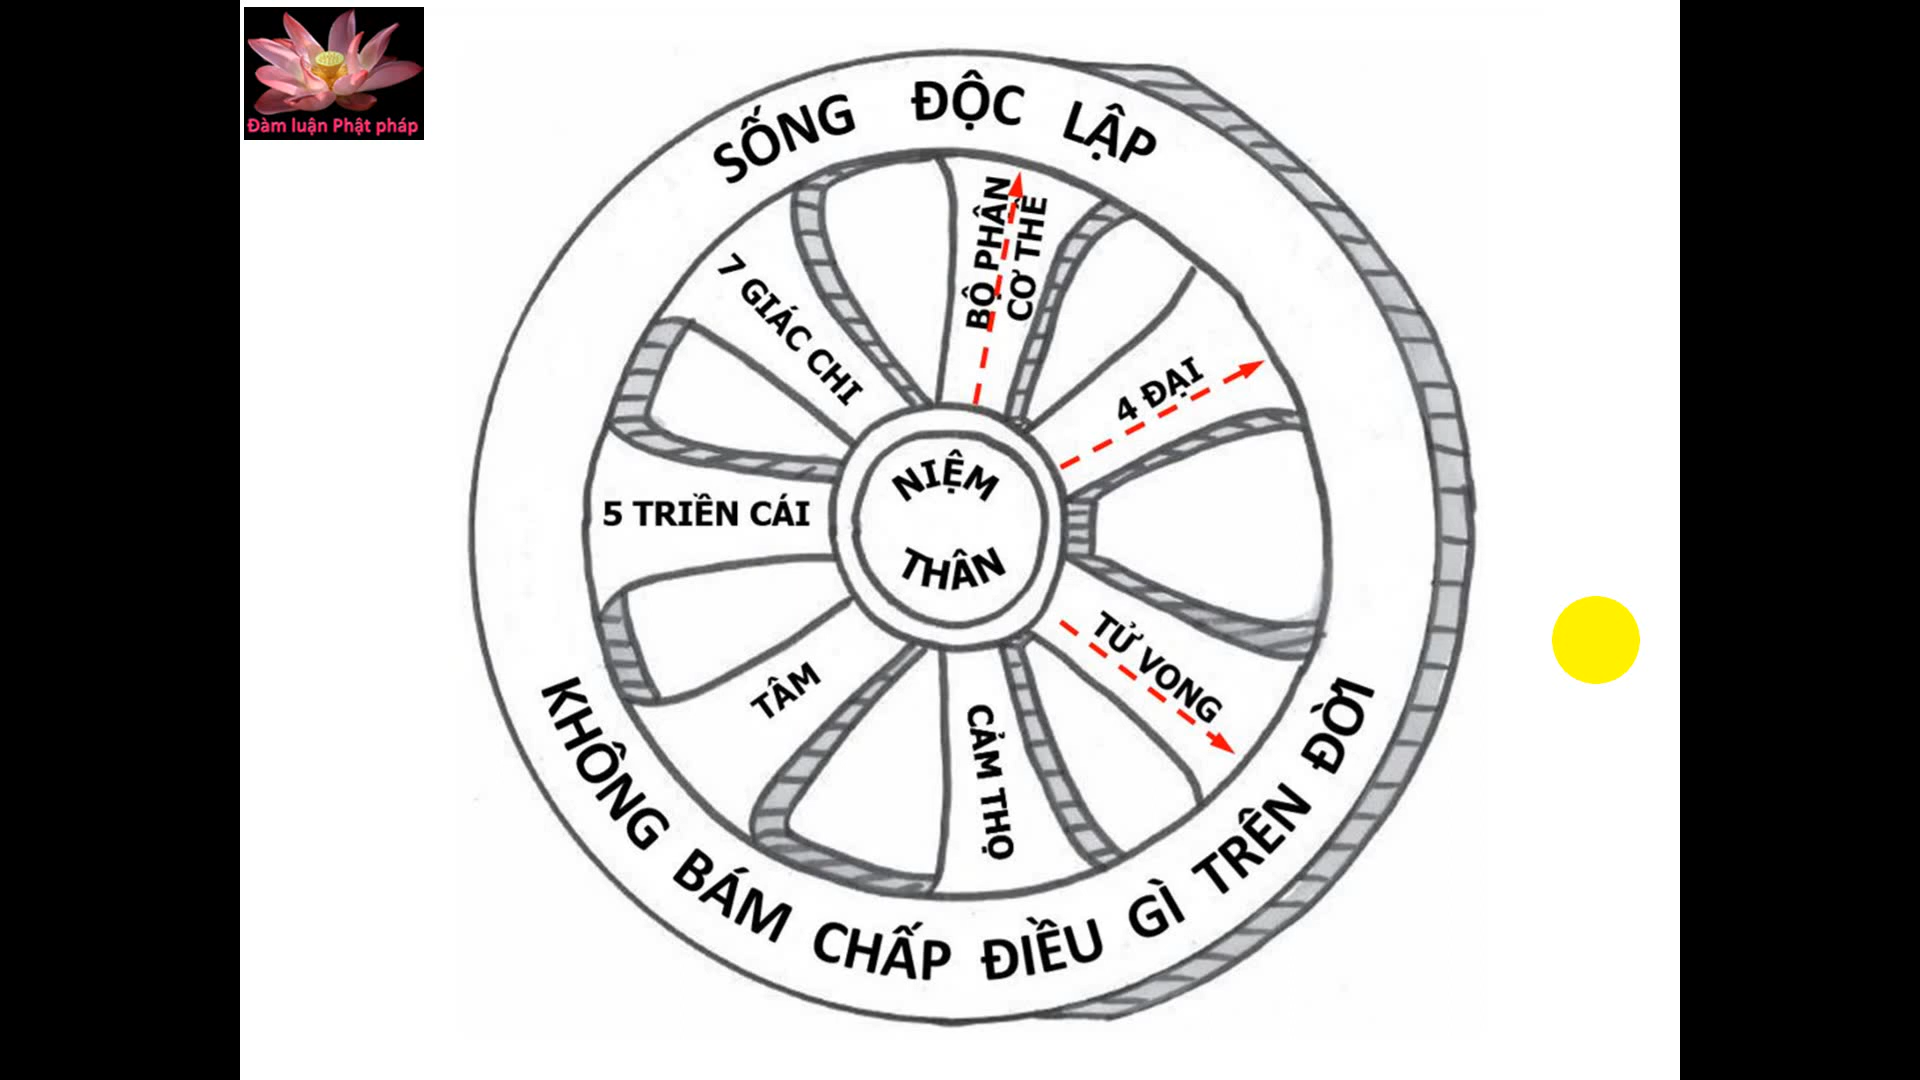 Đàm luận Phật pháp
SỐNG ĐỘC LẬP
BỘ PHẬN
CƠ THỂ
4 ĐẠI
TỬ VONG
CẢM THỌ
TÂM
5 TRIỀN CÁI
7 GIÁC CHI
NIỆM
THÂN
KHÔNG BÁM CHẤP ĐIỀU GÌ TRÊN ĐỜI